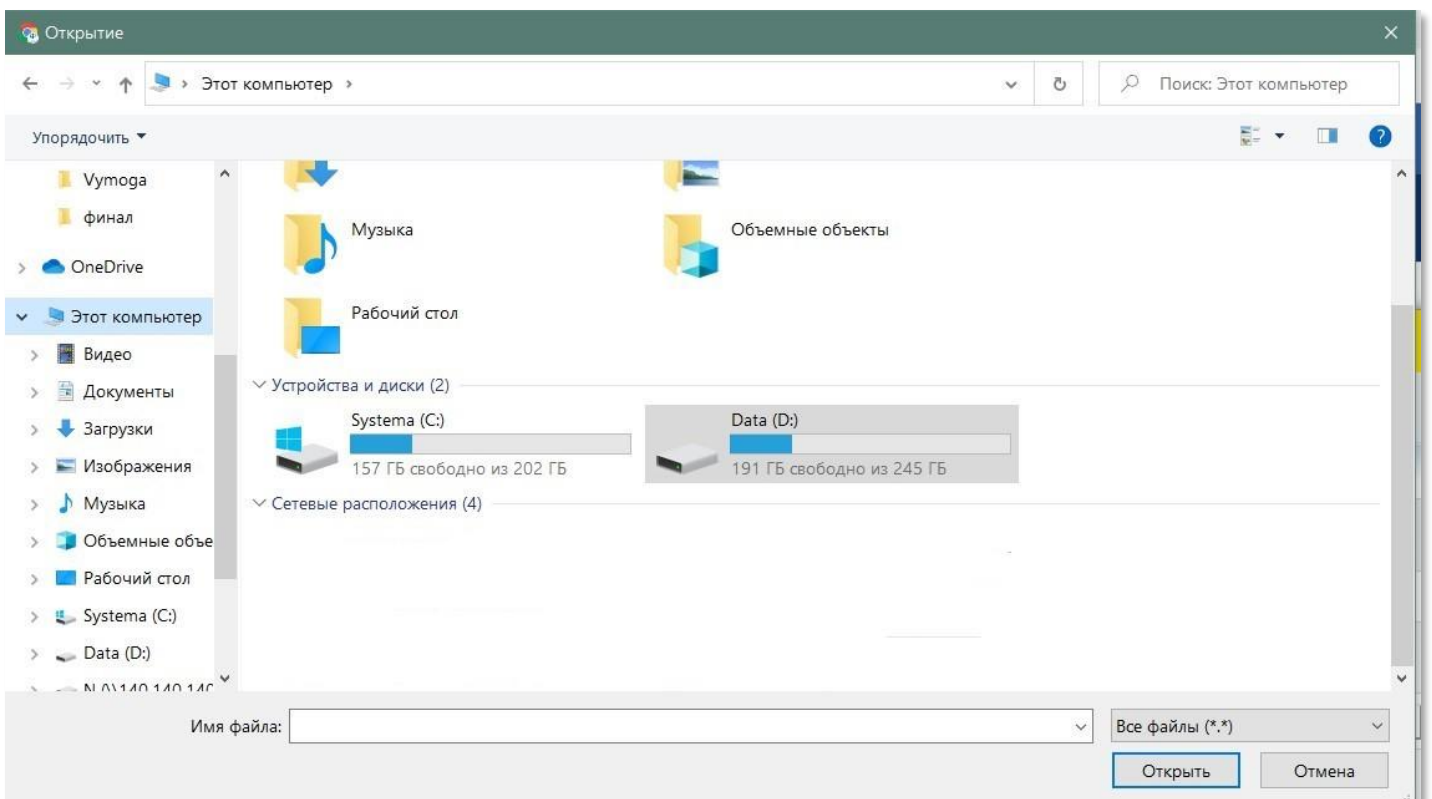 Открытие
Этот компьютер
Поиск: Этот компьютер
Упорядочить
Vymoga
финал
OneDrive
Этот компьютер
Видео
Документы
Загрузки
Изображения
Музыка
Объемные объе
Рабочий стол
Systema (C:)
Data (D:)
Музыка
Объемные объекты
Рабочий стол
Устройства и диски (2)
Systema (C:)
157 ГБ свободно из 202 ГБ
Data (D:)
191 ГБ свободно из 245 ГБ
Сетевые расположения (4)
Имя файла:
Все файлы (*.*)
Открыть
Отмена